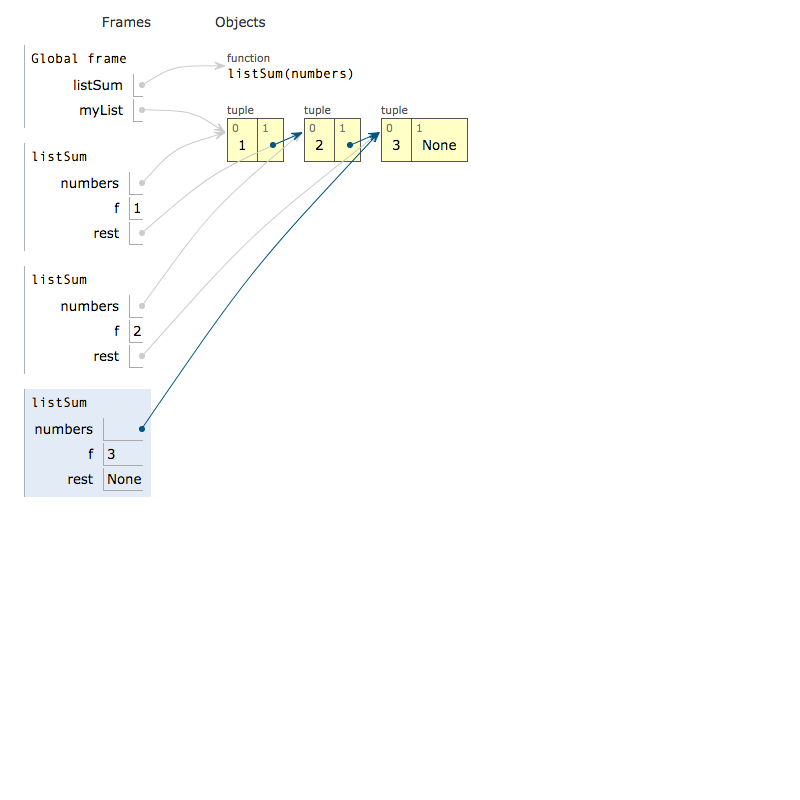 Frames Objects
Global frame
function
listSum(numbers)
listSum
myList
tuple tuple tuple
0 1 0 1 0 1
1 2 3 None
listSum
numbers
f 1
rest
listSum
numbers
f 2
rest
listSum
numbers
f 3
rest None